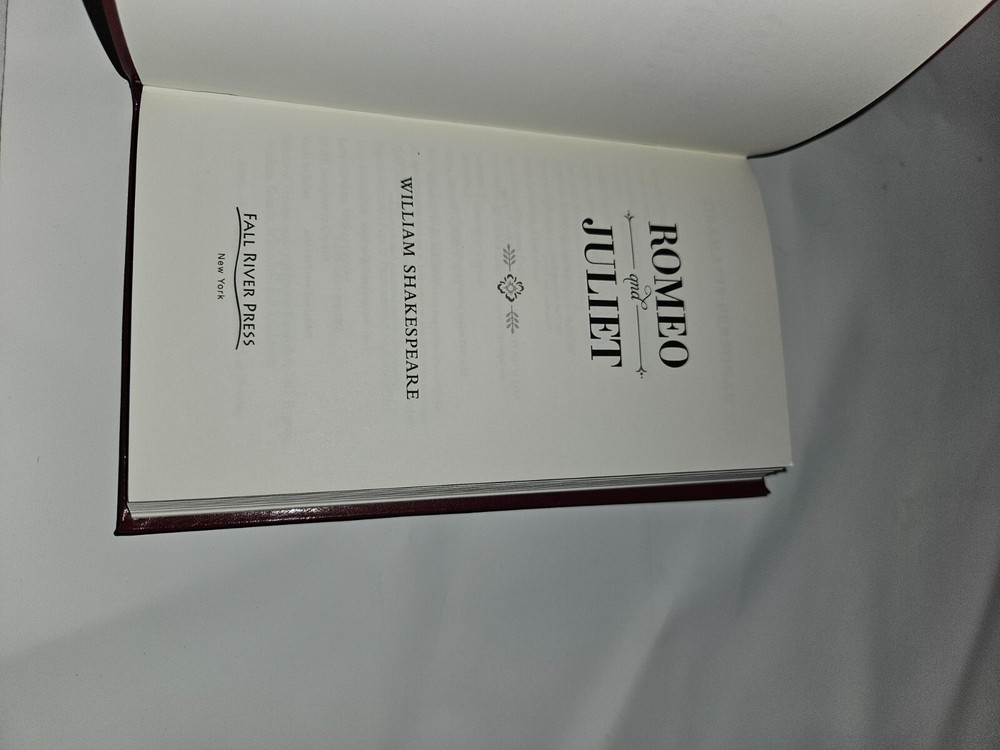 ROMEO
and
JULIET
WILLIAM SHAKESPEARE
FALL RIVER PRESS
New York